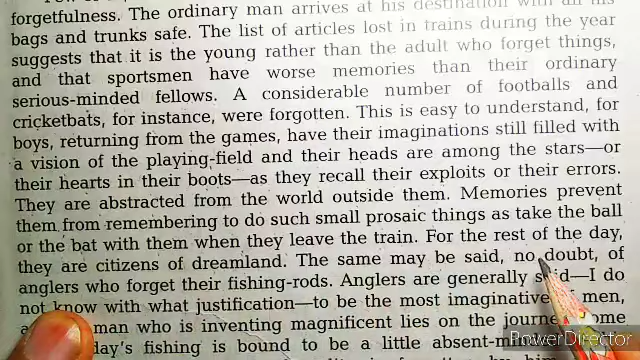 forgetfulness. The ordinary man arrives at his destination with all his
bags and trunks safe. The list of articles lost in trains during the year
suggests that it is the young rather than the adult who forget things,
and that sportsmen have worse memories than their ordinary
serious-minded fellows. A considerable number of footballs and
cricketbats, for instance, were forgotten. This is easy to understand, for
boys, returning from the games, have their imaginations still filled with
a vision of the playing-field and their heads are among the stars—or
their hearts in their boots—as they recall their exploits or their errors.
They are abstracted from the world outside them. Memories prevent
them from remembering to do such small prosaic things as take the ball
or the bat with them when they leave the train. For the rest of the day,
they are citizens of dreamland. The same may be said, no doubt, of
anglers who forget their fishing-rods. Anglers are generally said—I do
not know with what justification—to be the most imaginative of men,
man who is inventing magnificent lies on the journey home
day's fishing is bound to be a little absent-
PowerDirector